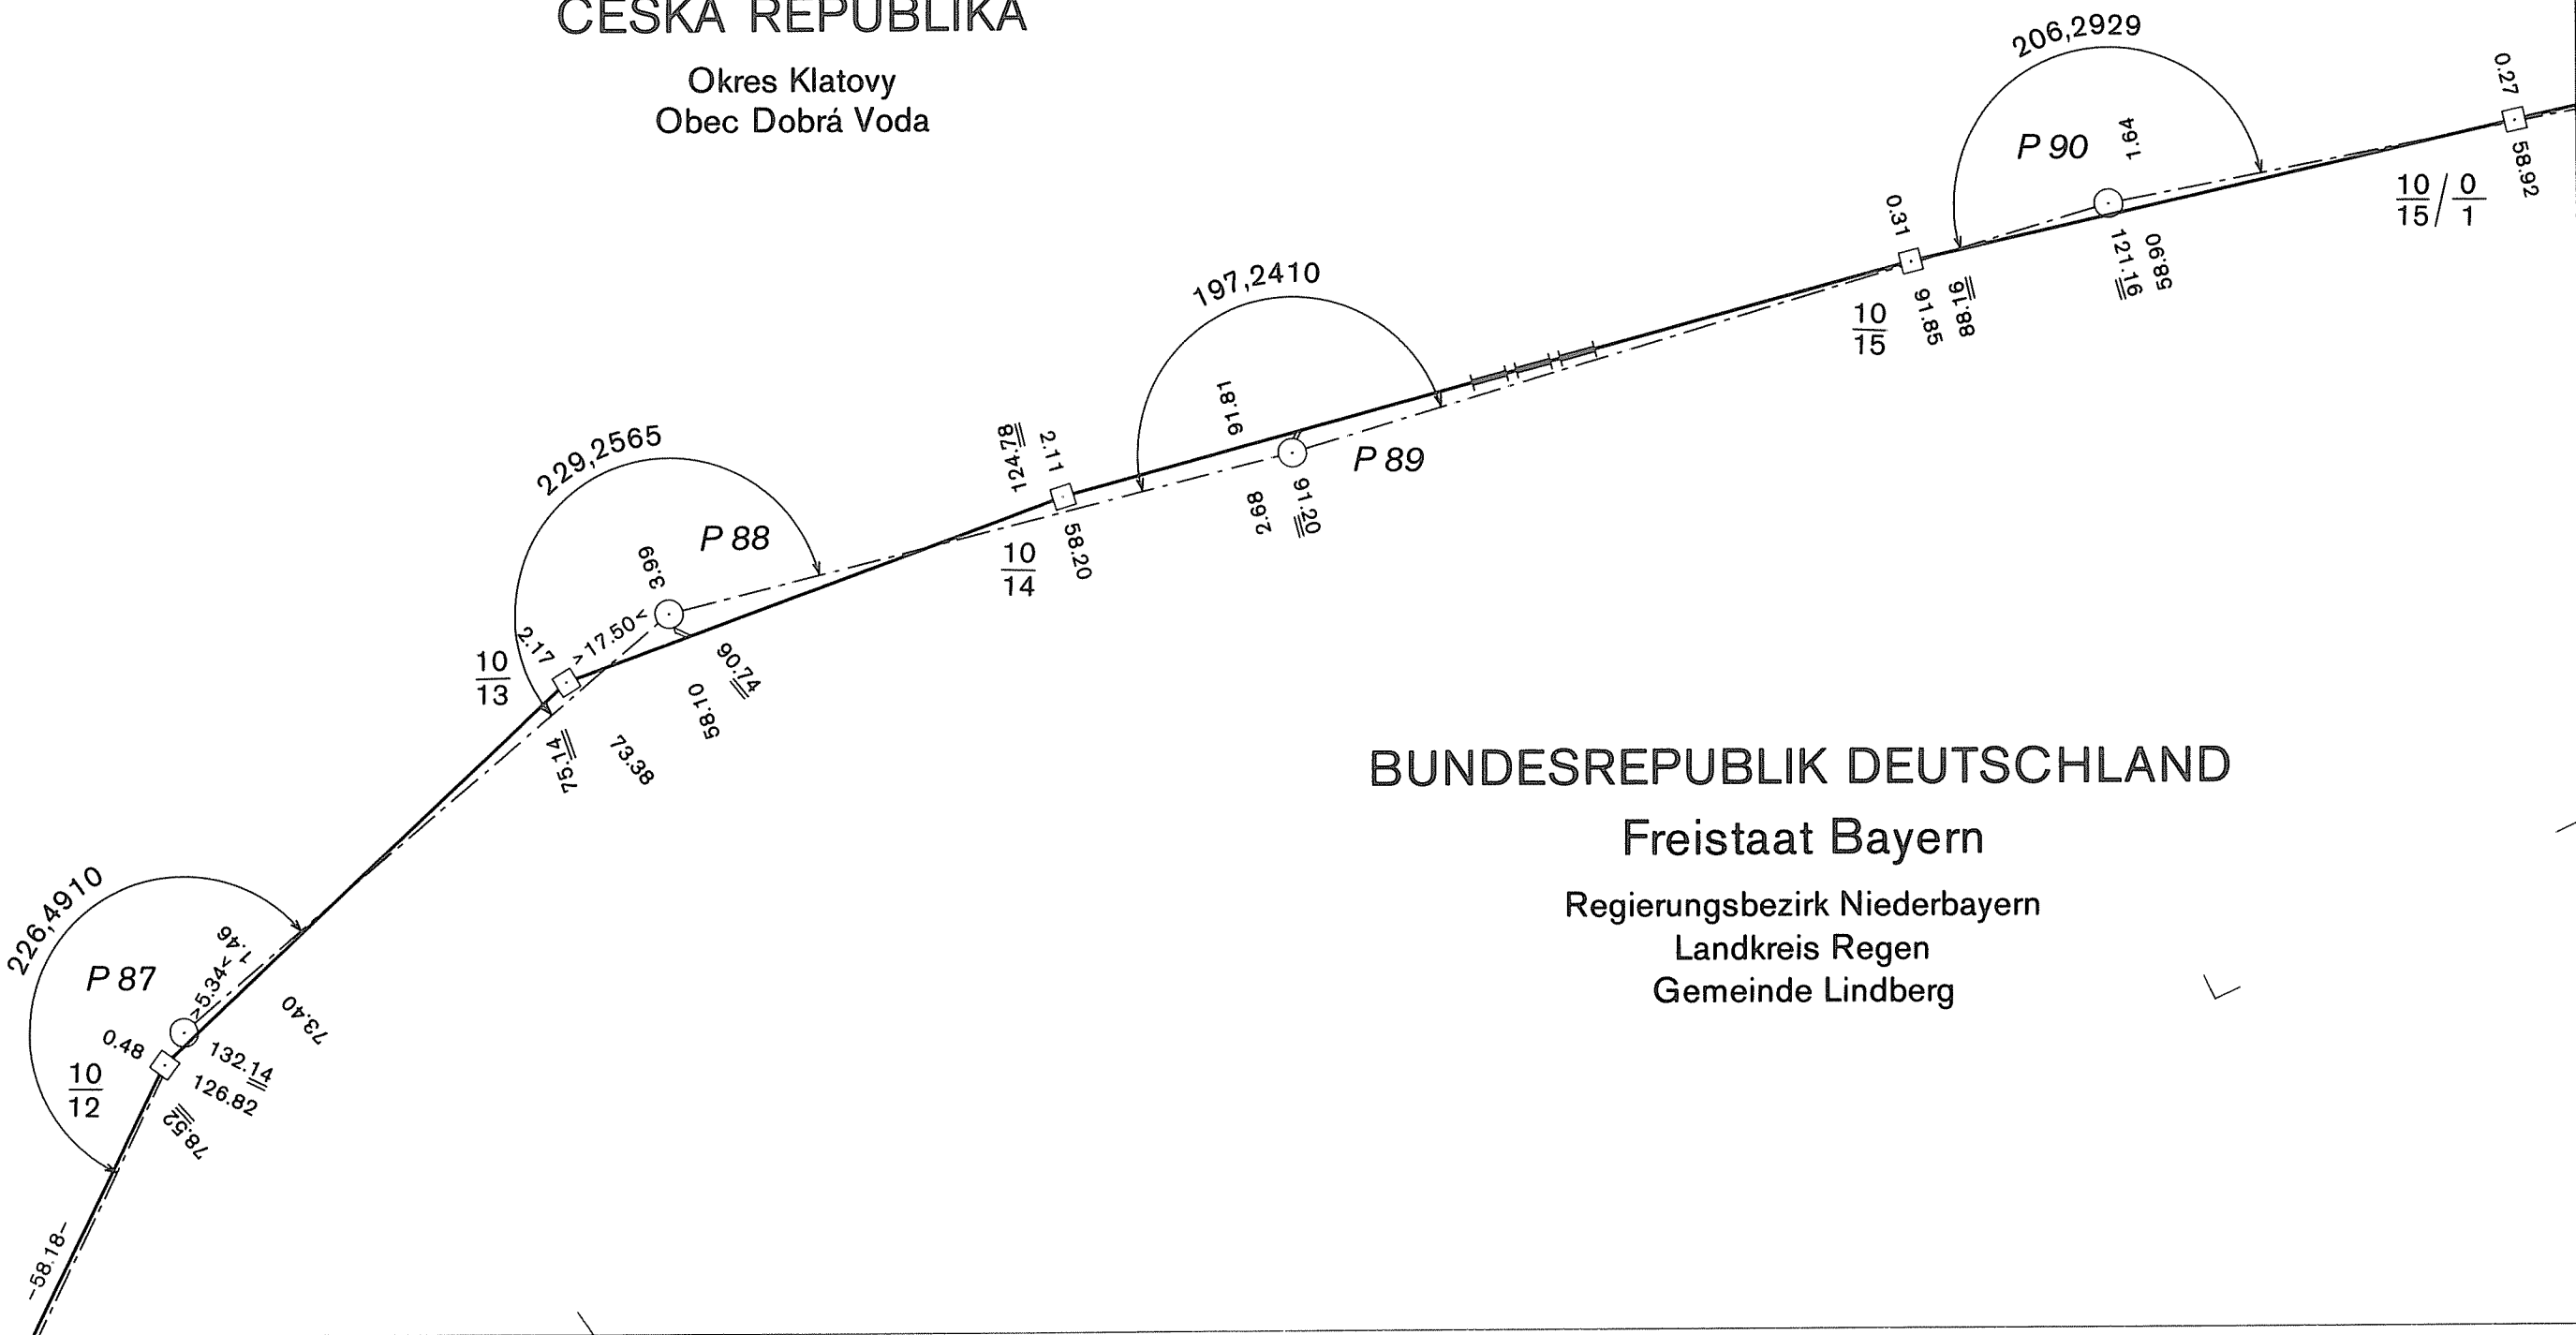 ČESKÁ REPUBLIKA
Okres Klatovy
Obec Dobrá Voda
206,2929
0.27
P 90
1.64
58.92
10/15 / 0/1
0.31
121.16
58.90
10/15
91.85
91.88
197,2410
91.81
P 89
2.68
91.20
229,2565
124.78
2.11
P 88
58.20
10/14
3.99
>17.50<
2.17
10/13
90.74
58.10
75.14
73.38
BUNDESREPUBLIK DEUTSCHLAND
Freistaat Bayern
Regierungsbezirk Niederbayern
Landkreis Regen
Gemeinde Lindberg
226,4910
1.46
>5.34<
P 87
73.40
0.48
132.14
126.82
10/12
78.52
-58.18-